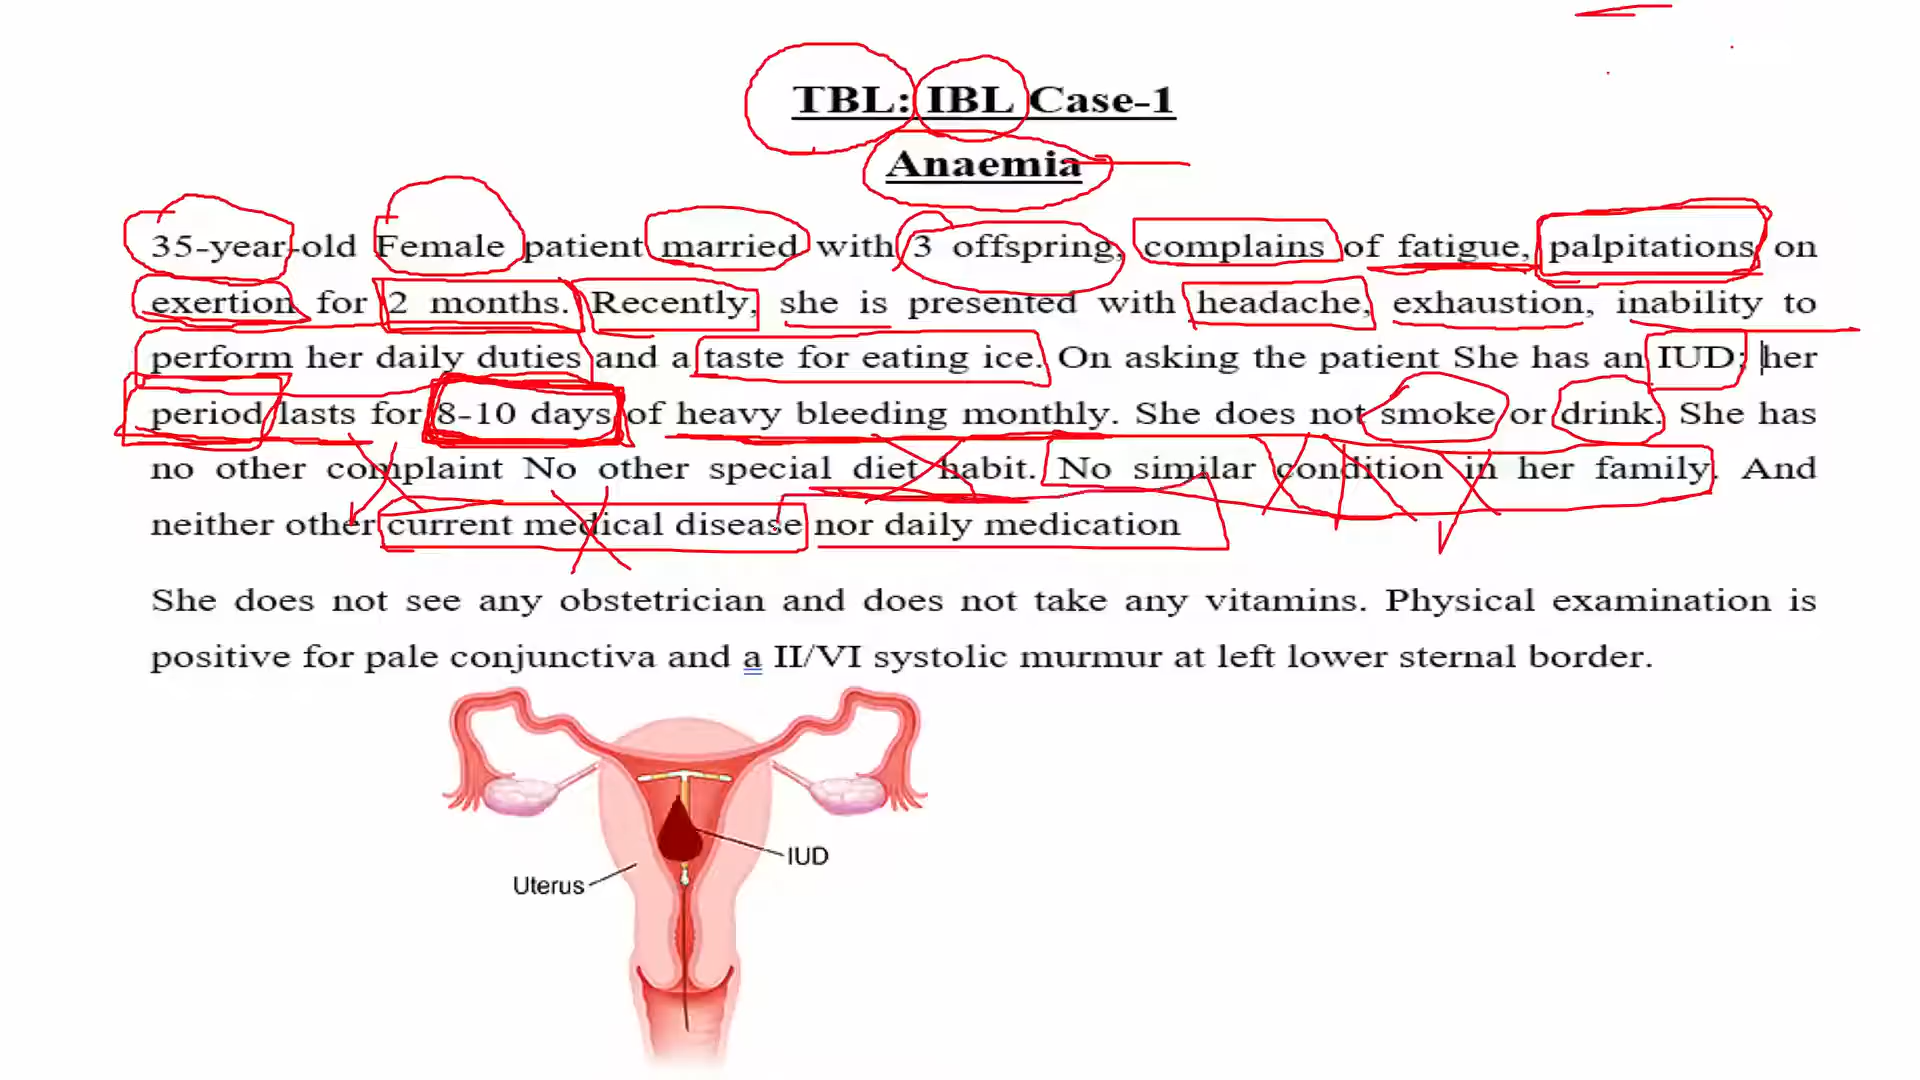 TBL: IBL Case-1
Anaemia
35-year-old Female patient married with 3 offspring, complains of fatigue, palpitations on
exertion for 2 months. Recently, she is presented with headache, exhaustion, inability to
perform her daily duties and a taste for eating ice. On asking the patient She has an IUD; her
period lasts for 8-10 days of heavy bleeding monthly. She does not smoke or drink. She has
no other complaint No other special diet habit. No similar condition in her family. And
neither other current medical disease nor daily medication
She does not see any obstetrician and does not take any vitamins. Physical examination is
positive for pale conjunctiva and a II/VI systolic murmur at left lower sternal border.
IUD
Uterus